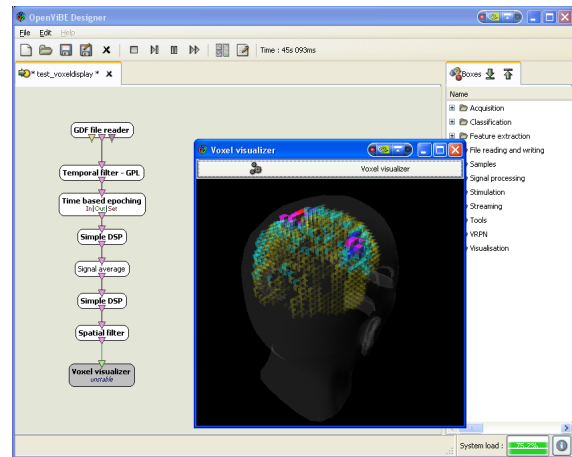 OpenViBE Designer
File Edit Help
Time : 45s 093ms
* test_voxeldisplay *
Boxes
Name
Acquisition
Classification
Feature extraction
File reading and writing
Samples
Signal processing
Stimulation
Streaming
Tools
VRPN
Visualisation
GDF file reader
Temporal filter - GPL
Time based epoching
In|Out|Set
Simple DSP
Signal average
Simple DSP
Spatial filter
Voxel visualizer
unstable
Voxel visualizer
Voxel visualizer
System load : 75.2%